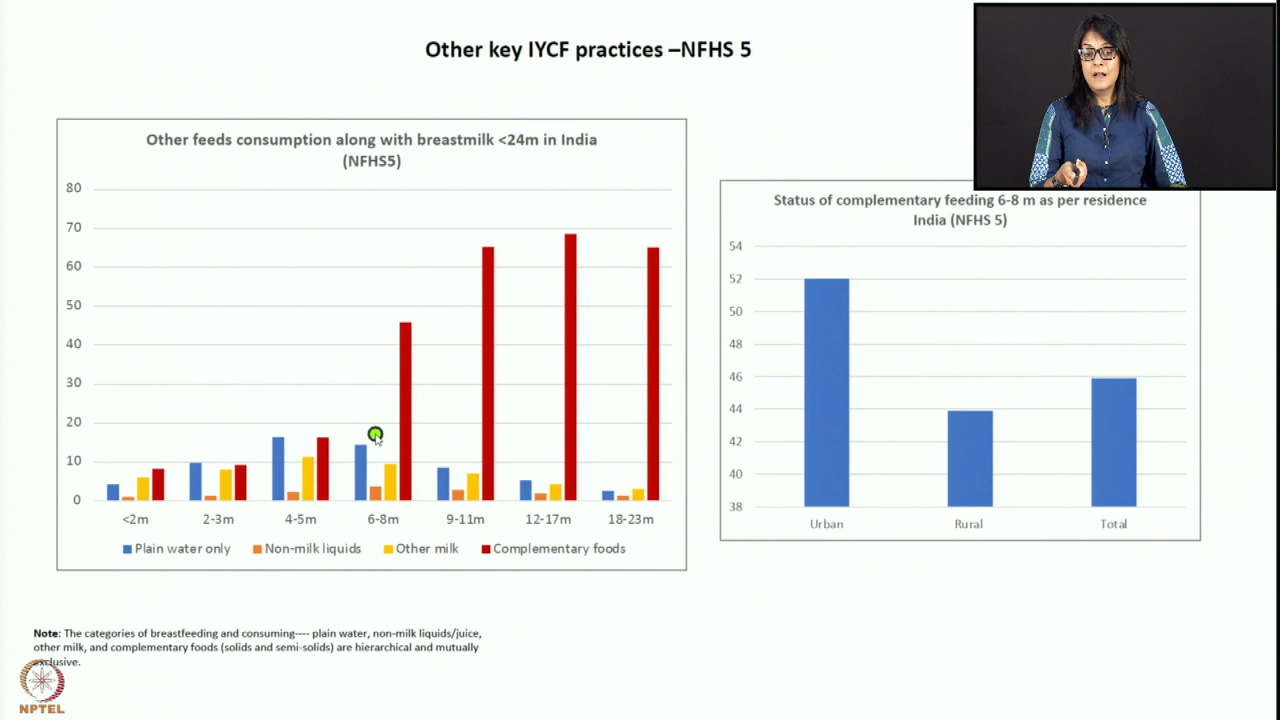 Other key IYCF practices –NFHS 5
Other feeds consumption along with breastmilk <24m in India
(NFHS5)
80
70
60
50
40
30
20
10
0
<2m 2-3m 4-5m 6-8m 9-11m 12-17m 18-23m
Plain water only Non-milk liquids Other milk Complementary foods
Status of complementary feeding 6-8 m as per residence
India (NFHS 5)
54
52
50
48
46
44
42
40
38
Urban Rural Total
Note: The categories of breastfeeding and consuming---- plain water, non-milk liquids/juice,
other milk, and complementary foods (solids and semi-solids) are hierarchical and mutually
exclusive.
NPTEL